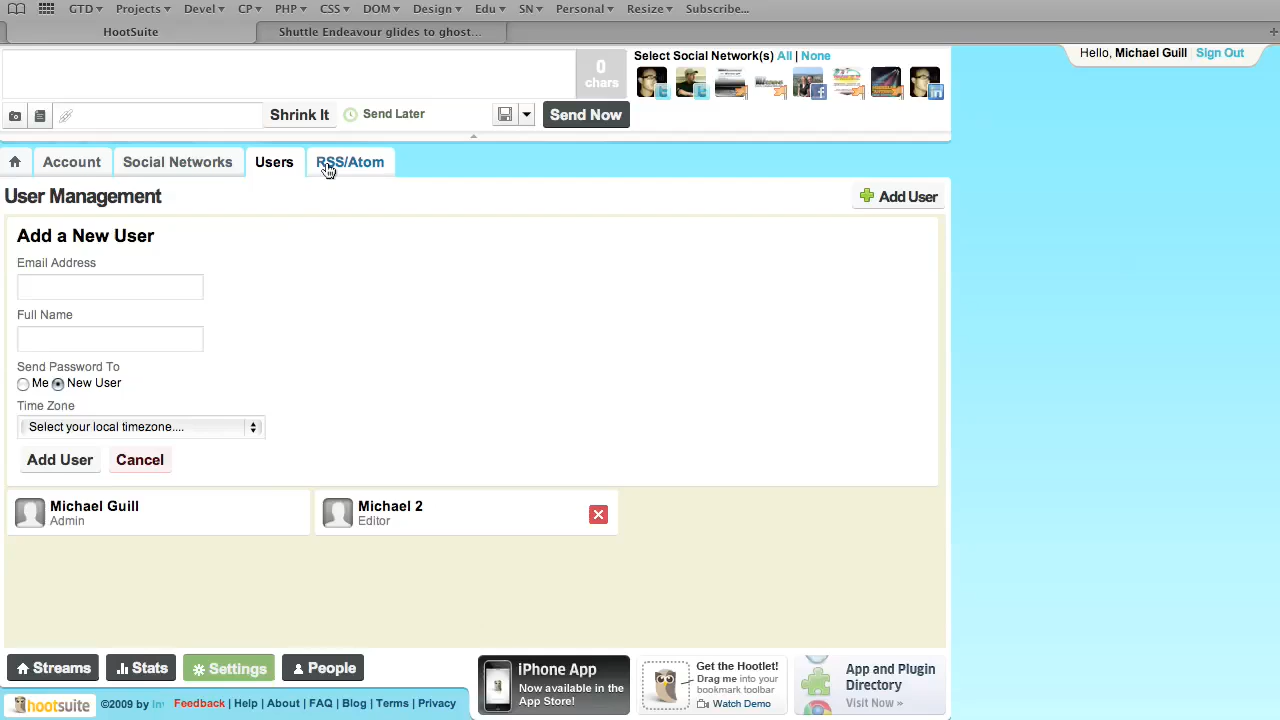 GTD Projects Devel CP PHP CSS DOM Design Edu SN Personal Resize Subscribe...
HootSuite Shuttle Endeavour glides to ghost...
Hello, Michael Guill Sign Out
Select Social Network(s) All | None
0
chars
Shrink It Send Later Send Now
Account Social Networks Users RSS/Atom
User Management Add User
Add a New User
Email Address
Full Name
Send Password To
Me New User
Time Zone
Select your local timezone....
Add User Cancel
Michael Guill Michael 2
Admin Editor
Streams Stats Settings People
iPhone App
Now available in the
App Store!
Get the Hootlet!
Drag me into your
bookmark toolbar
Watch Demo
App and Plugin
Directory
Visit Now »
hootsuite ©2009 by Feedback | Help | About | FAQ | Blog | Terms | Privacy